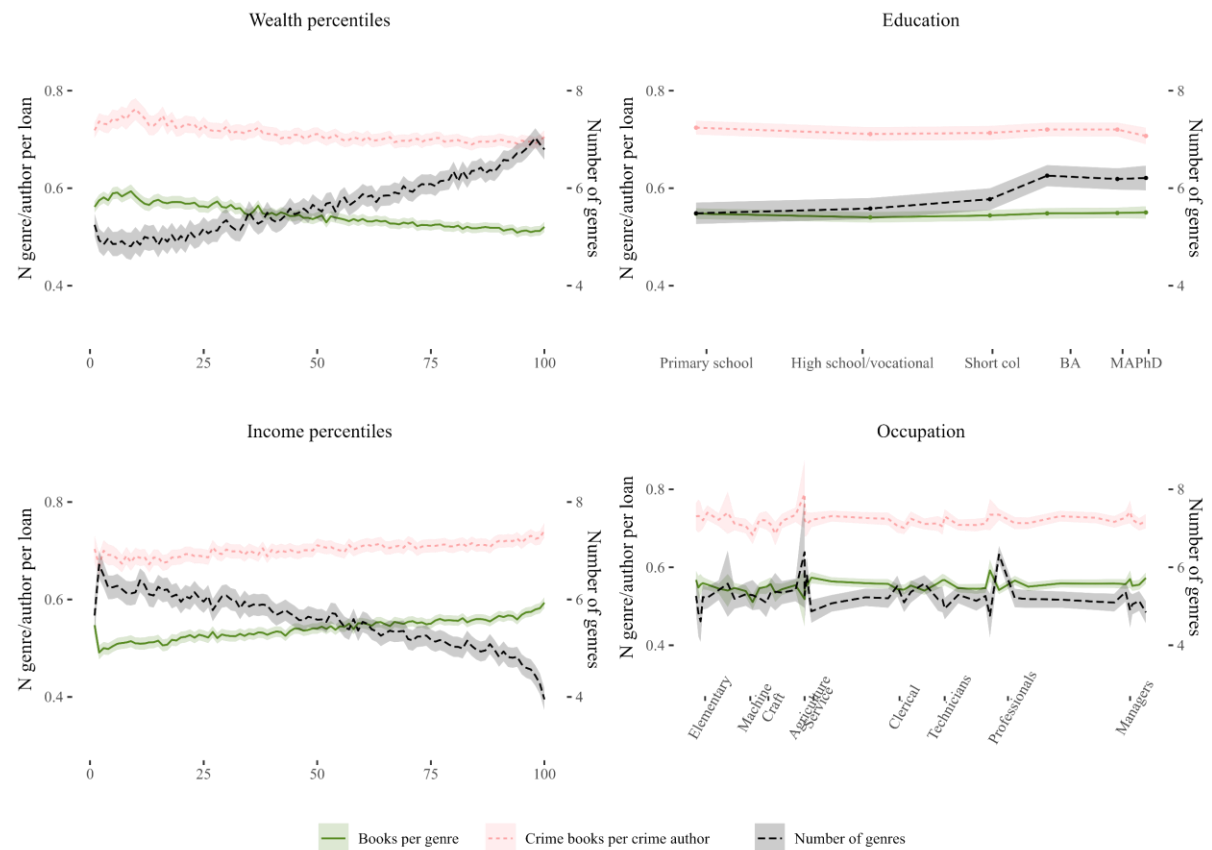 Wealth percentiles
N genre/author per loan
0.8
0.6
0.4
8
6
4
Number of genres
0
25
50
75
100
Education
N genre/author per loan
0.8
0.6
0.4
8
6
4
Number of genres
Primary school
High school/vocational
Short col
BA
MAPhD
Income percentiles
N genre/author per loan
0.8
0.6
0.4
8
6
4
Number of genres
0
25
50
75
100
Occupation
N genre/author per loan
0.8
0.6
0.4
8
6
4
Number of genres
Elementary
Machine
Craft
Agriculture
Service
Clerical
Technicians
Professionals
Managers
Books per genre
Crime books per crime author
Number of genres